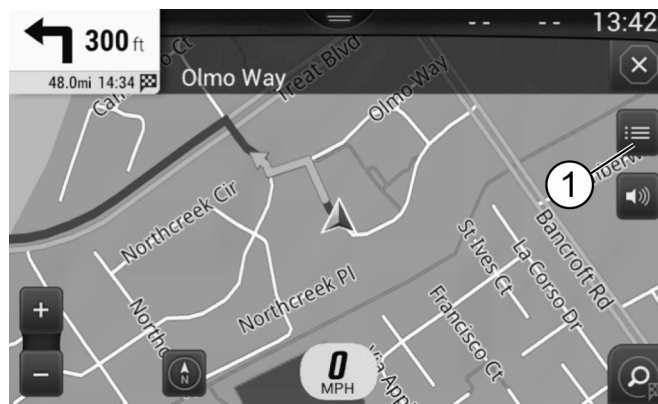 300 ft
-- -- 13:42
48.0mi 14:34
Olmo Way
Treat Blvd
Olmo Way
1
Northcreek Cir
Northcreek Pl
St Ives Ct
La Corso Dr
Bancroft Rd
Francisco Ct
N
0
MPH